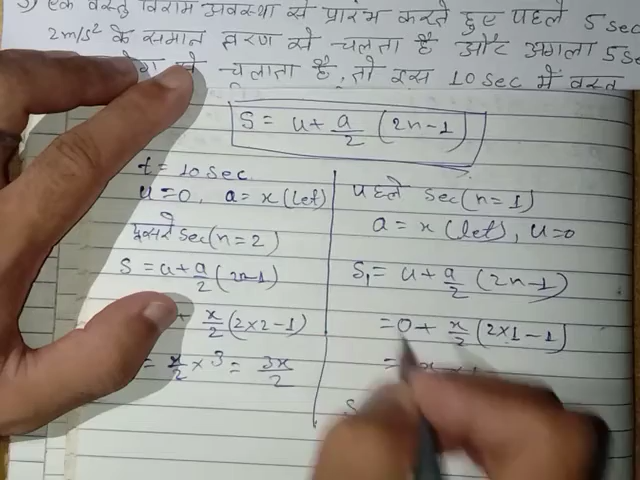 एक वस्तु विराम अवस्था से प्रारंभ करते हुए पहले 5 sec
2m/s² के समान त्वरण से चलता है और अगला 5 se
से चलाता है, तो इस 10 sec में वस्त
S = u + a/2 (2n-1)
t = 10 sec
u = 0, a = x (let)
दूसरे sec (n = 2)
S = u + a/2 (2n-1)
+ x/2 (2×2-1)
= x/2 × 3 = 3x/2
पहले sec (n = 1)
a = x (let), u = 0
S₁ = u + a/2 (2n-1)
= 0 + x/2 (2×1-1)
= x
S